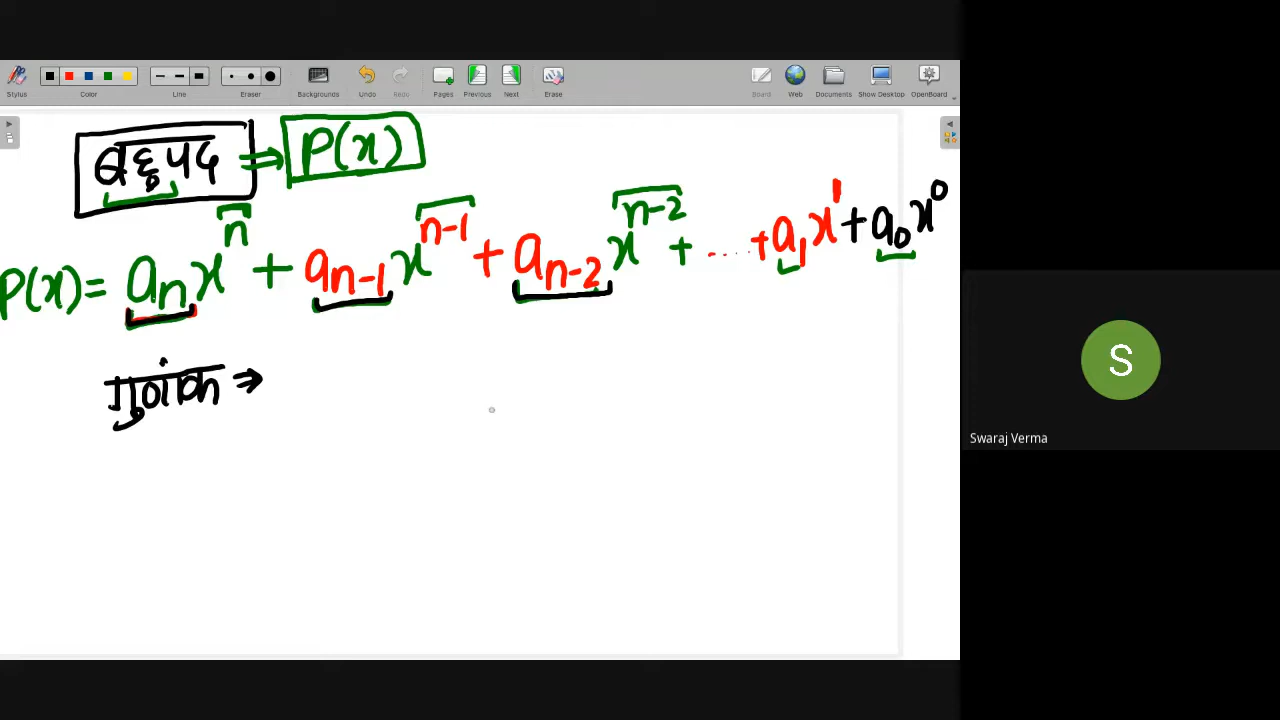 Stylus Color Line Eraser Backgrounds Undo Redo Pages Previous Next Erase Board Web Documents Show Desktop OpenBoard
बहुपद ⇒ P(x)
P(x) = aₙxⁿ + aₙ₋₁xⁿ⁻¹ + aₙ₋₂xⁿ⁻² + ..... + a₁x¹ + a₀x⁰
गुणांक ⇒
S
Swaraj Verma